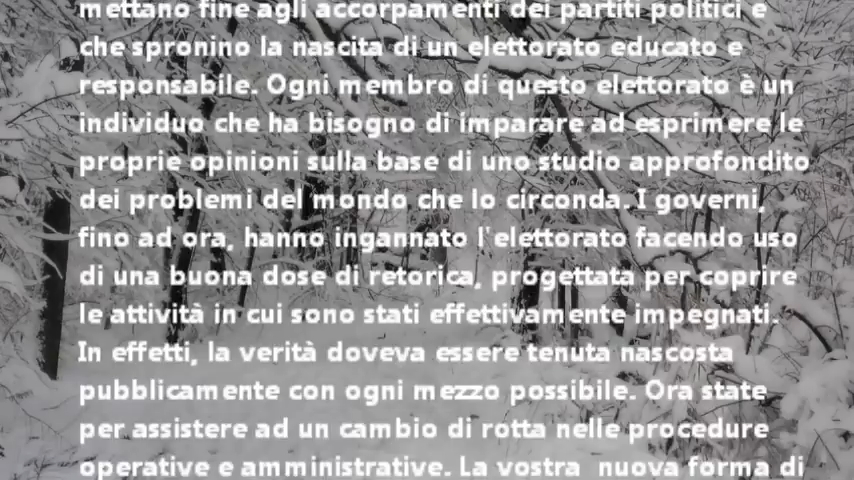 mettano fine agli accorpamenti dei partiti politici e
che spronino la nascita di un elettorato educato e
responsabile. Ogni membro di questo elettorato è un
individuo che ha bisogno di imparare ad esprimere le
proprie opinioni sulla base di uno studio approfondito
dei problemi del mondo che lo circonda. I governi,
fino ad ora, hanno ingannato l'elettorato facendo uso
di una buona dose di retorica, progettata per coprire
le attività in cui sono stati effettivamente impegnati.
In effetti, la verità doveva essere tenuta nascosta
pubblicamente con ogni mezzo possibile. Ora state
per assistere ad un cambio di rotta nelle procedure
operative e amministrative. La vostra  nuova forma di